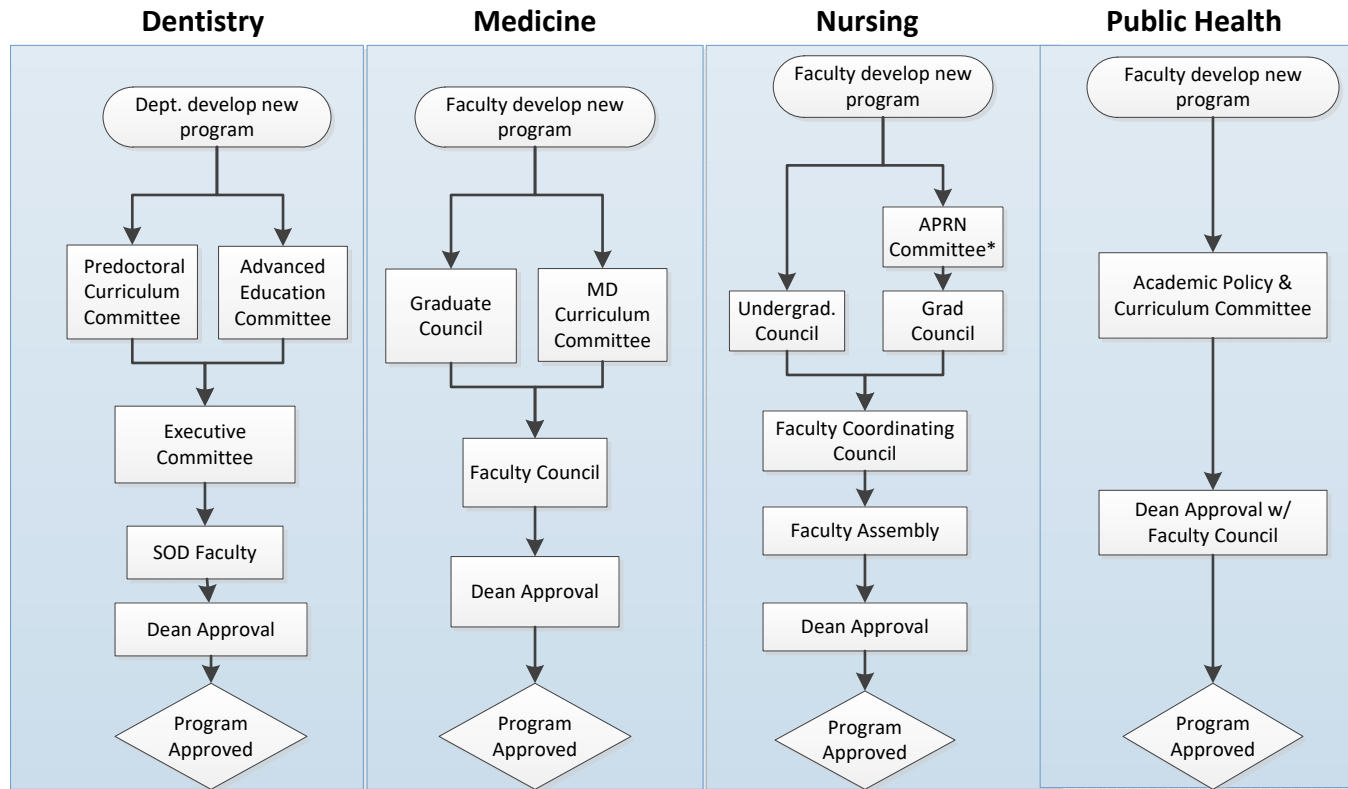 Dentistry
Dept. develop new
program
Predoctoral
Curriculum
Committee
Advanced
Education
Committee
Executive
Committee
SOD Faculty
Dean Approval
Program
Approved
Medicine
Faculty develop new
program
Graduate
Council
MD
Curriculum
Committee
Faculty Council
Dean Approval
Program
Approved
Nursing
Faculty develop new
program
APRN
Committee*
Undergrad.
Council
Grad
Council
Faculty Coordinating
Council
Faculty Assembly
Dean Approval
Program
Approved
Public Health
Faculty develop new
program
Academic Policy &
Curriculum Committee
Dean Approval w/
Faculty Council
Program
Approved